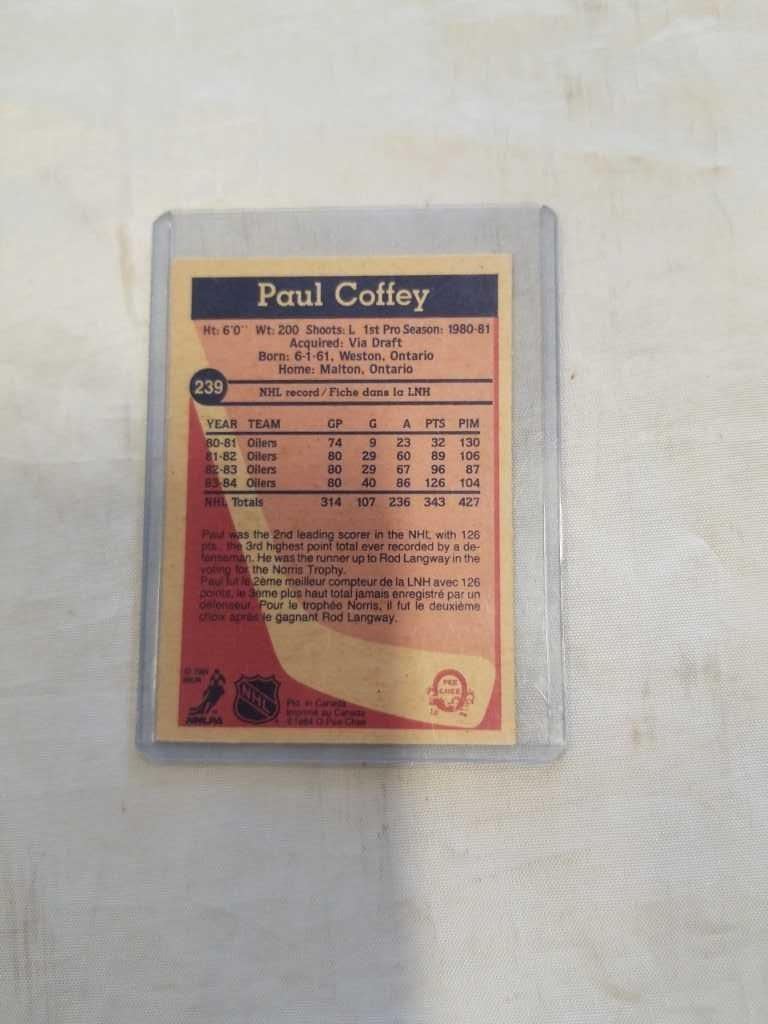 Paul Coffey
Ht: 6'0" Wt: 200 Shoots: L 1st Pro Season: 1980-81
Acquired: Via Draft
Born: 6-1-61, Weston, Ontario
Home: Malton, Ontario
239
NHL record/Fiche dans la LNH
YEAR TEAM GP G A PTS PIM
80-81 Oilers 74 9 23 32 130
81-82 Oilers 80 29 60 89 106
82-83 Oilers 80 29 67 96 87
83-84 Oilers 80 40 86 126 104
NHL Totals 314 107 236 343 427
Paul was the 2nd leading scorer in the NHL with 126
pts., the 3rd highest point total ever recorded by a de-
fenseman. He was the runner up to Rod Langway in the
voting for the Norris Trophy.
Paul fut le 2ème meilleur compteur de la LNH avec 126
points, le 3ème plus haut total jamais enregistré par un
défenseur. Pour le trophée Norris, il fut le deuxième
choix après le gagnant Rod Langway.
© 1984
NHLPA
NHL
Ptd. in Canada
Imprimé au Canada
©1984 O-Pee-Chee
PEE
CHEE